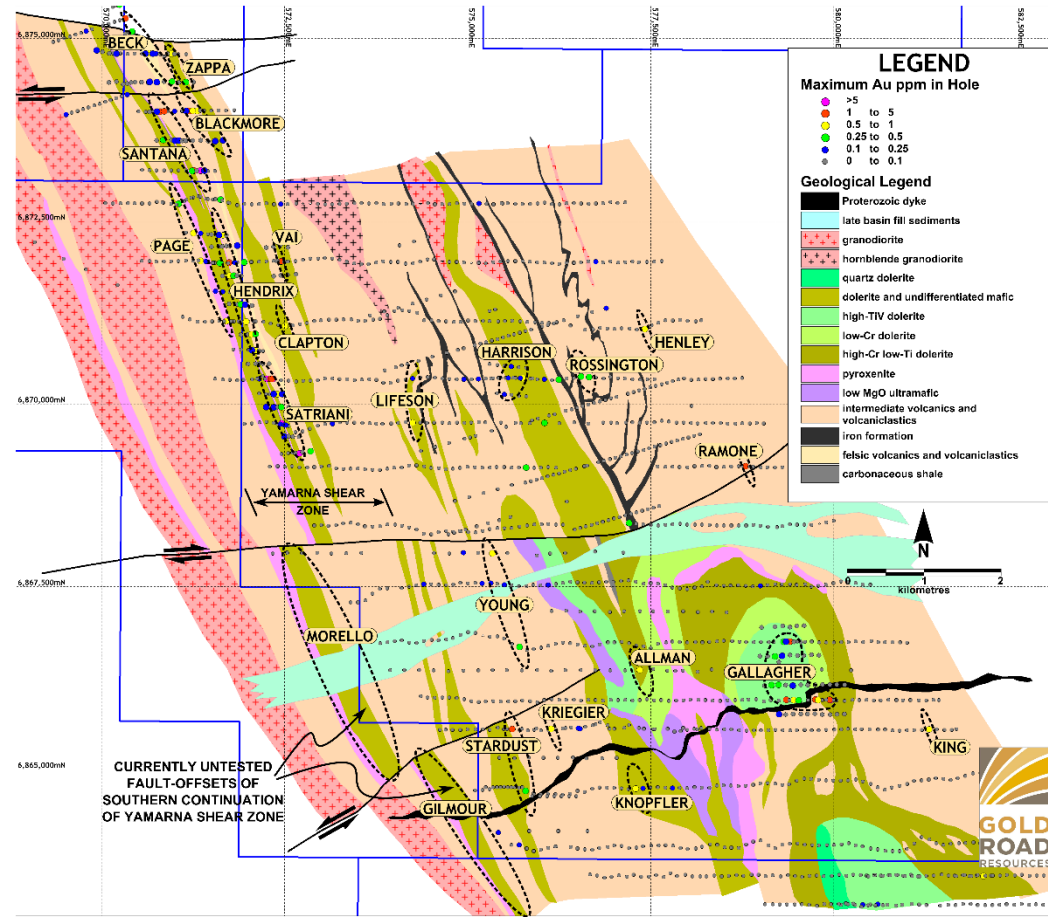 570,000mE
572,500mE
575,000mE
577,500mE
580,000mE
582,500mE
6,875,000mN
BECK
ZAPPA
BLACKMORE
SANTANA
6,872,500mN
PAGE
VAI
HENDRIX
CLAPTON
HARRISON
ROSSINGTON
HENLEY
LIFESON
6,870,000mN
SATRIANI
RAMONE
YAMARNA SHEAR
ZONE
6,867,500mN
YOUNG
MORELLO
ALLMAN
GALLAGHER
KRIEGIER
STARDUST
KING
6,865,000mN
CURRENTLY UNTESTED
FAULT-OFFSETS OF
SOUTHERN CONTINUATION
OF YAMARNA SHEAR ZONE
GILMOUR
KNOPFLER
LEGEND
Maximum Au ppm in Hole
>5
1 to 5
0.5 to 1
0.25 to 0.5
0.1 to 0.25
0 to 0.1
Geological Legend
Proterozoic dyke
late basin fill sediments
granodiorite
hornblende granodiorite
quartz dolerite
dolerite and undifferentiated mafic
high-TiV dolerite
low-Cr dolerite
high-Cr low-Ti dolerite
pyroxenite
low MgO ultramafic
intermediate volcanics and
volcaniclastics
iron formation
felsic volcanics and volcaniclastics
carbonaceous shale
N
0 1 2
kilometres
GOLD
ROAD
RESOURCES